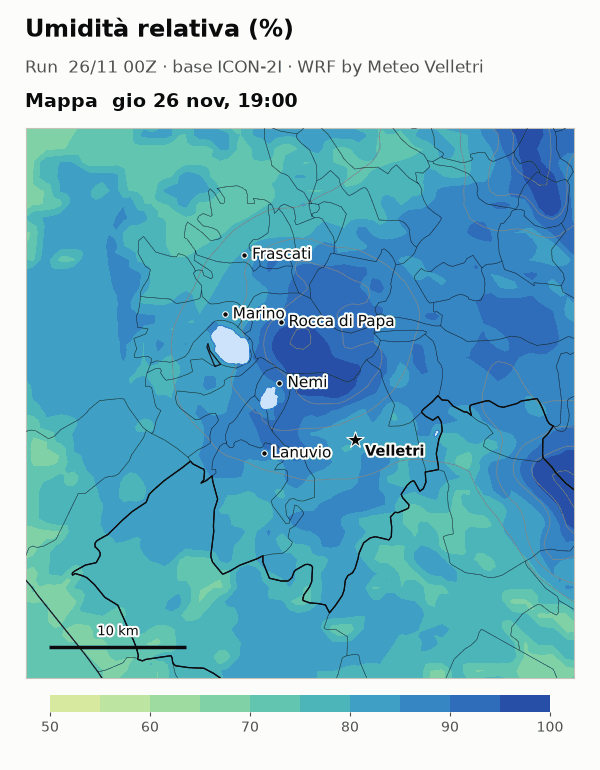 Umidità relativa (%)
Run  26/11 00Z · base ICON-2I · WRF by Meteo Velletri
Mappa  gio 26 nov, 19:00
Frascati
Marino
Rocca di Papa
Nemi
Velletri
Lanuvio
10 km
50 60 70 80 90 100